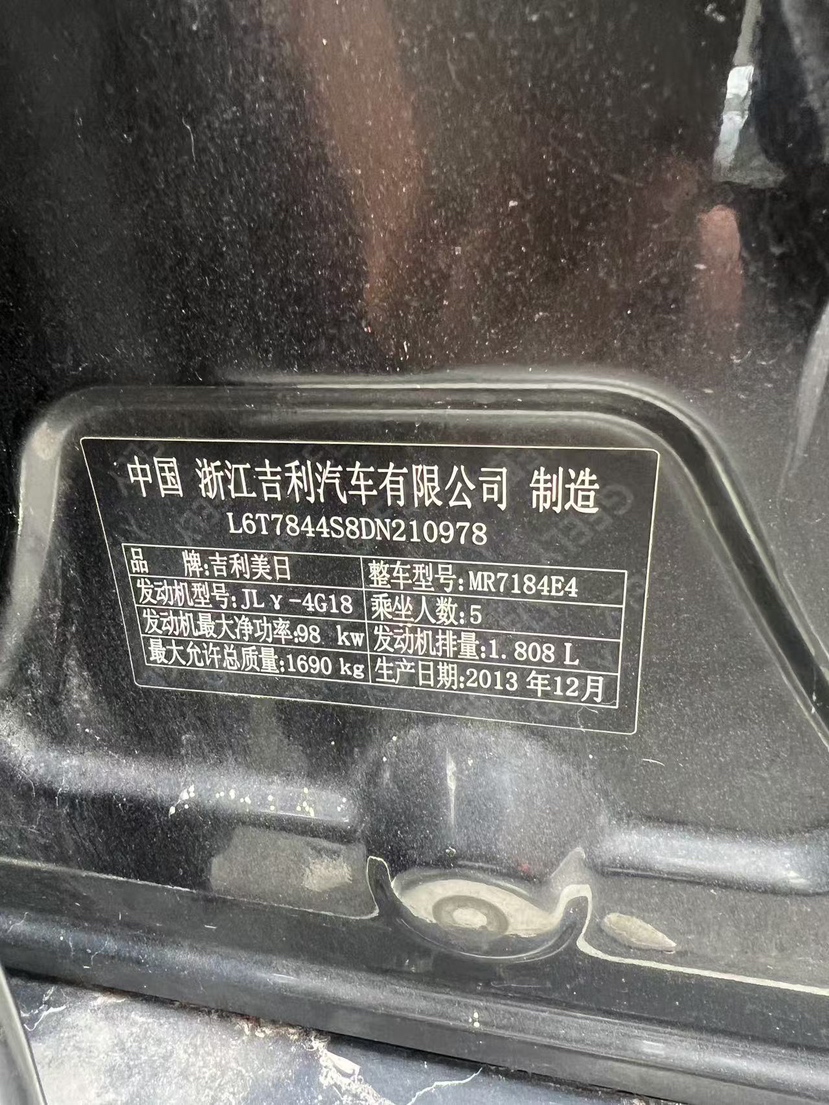 中国 浙江吉利汽车有限公司 制造
L6T7844S8DN210978
品 牌:吉利美日 整车型号:MR7184E4
发动机型号:JLγ-4G18 乘坐人数:5
发动机最大净功率:98 kw 发动机排量:1.808 L
最大允许总质量:1690 kg 生产日期:2013 年12月